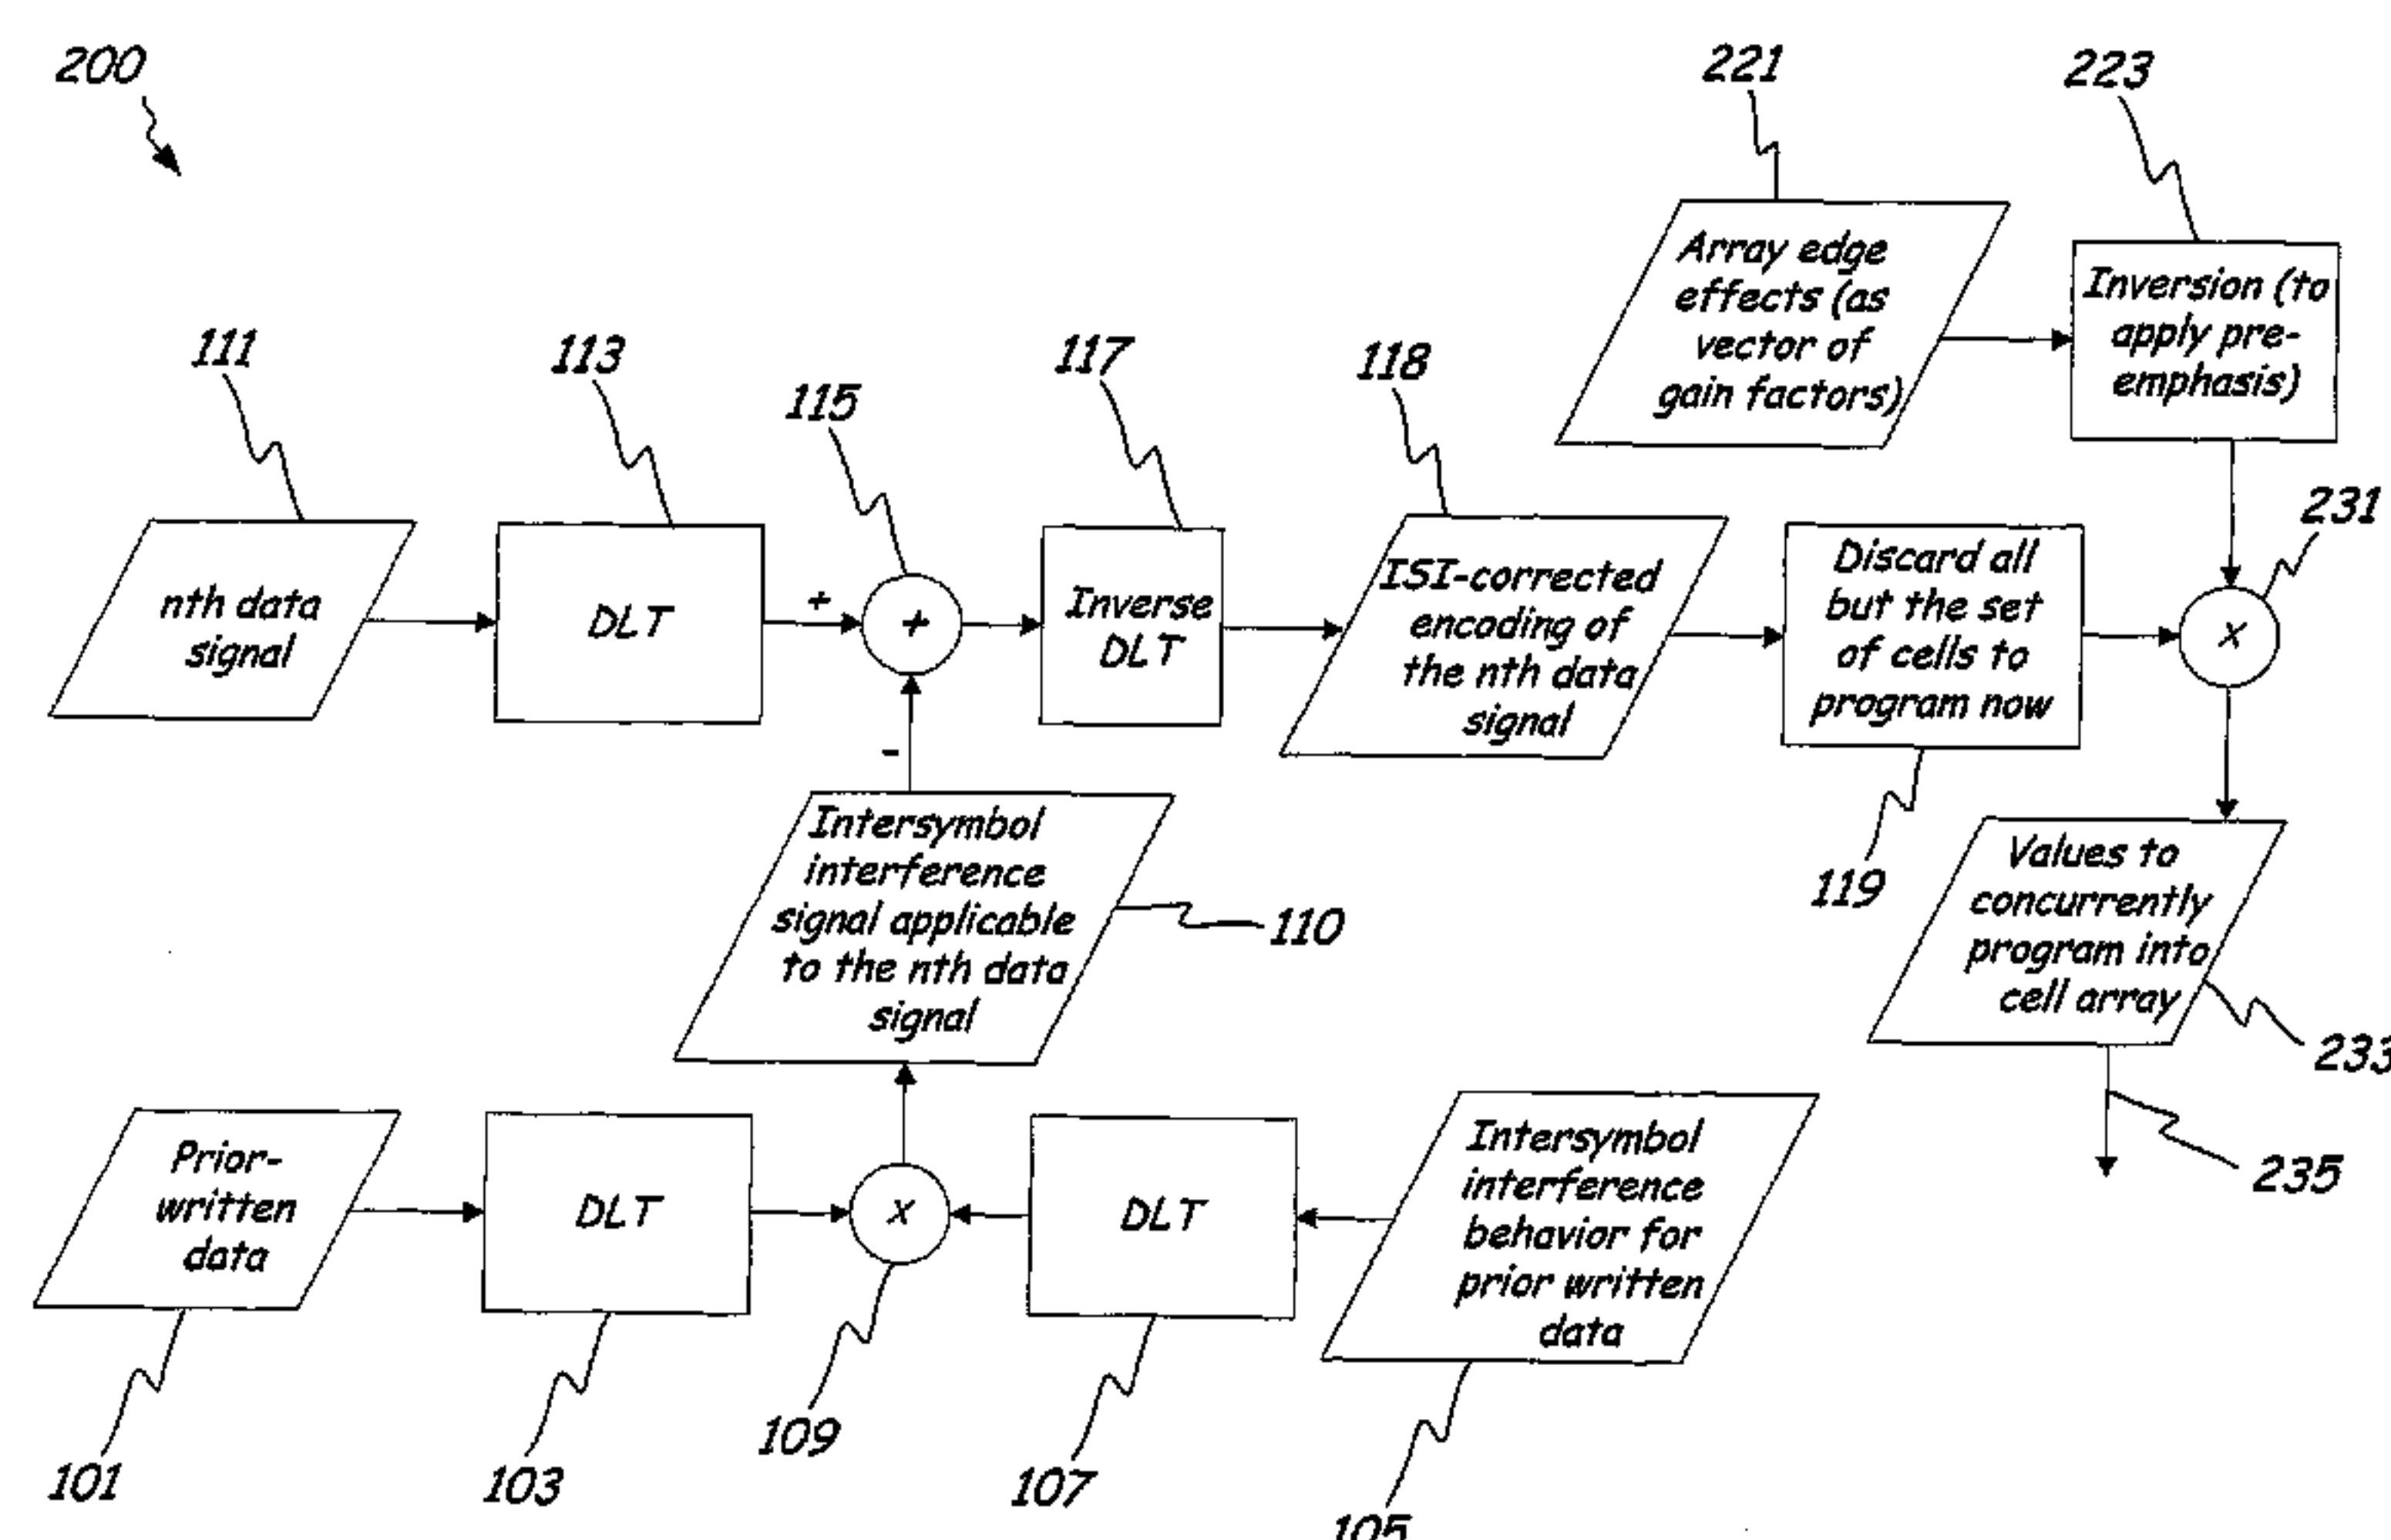 200
221
223
Array edge
effects (as
vector of
gain factors)
Inversion (to
apply pre-
emphasis)
111
113
115
117
118
231
nth data
signal
DLT
+
+
Inverse
DLT
ISI-corrected
encoding of
the nth data
signal
Discard all
but the set
of cells to
program now
x
-
Intersymbol
interference
signal applicable
to the nth data
signal
110
119
Values to
concurrently
program into
cell array
233
235
Prior-
written
data
DLT
x
DLT
Intersymbol
interference
behavior for
prior written
data
101
103
109
107
105